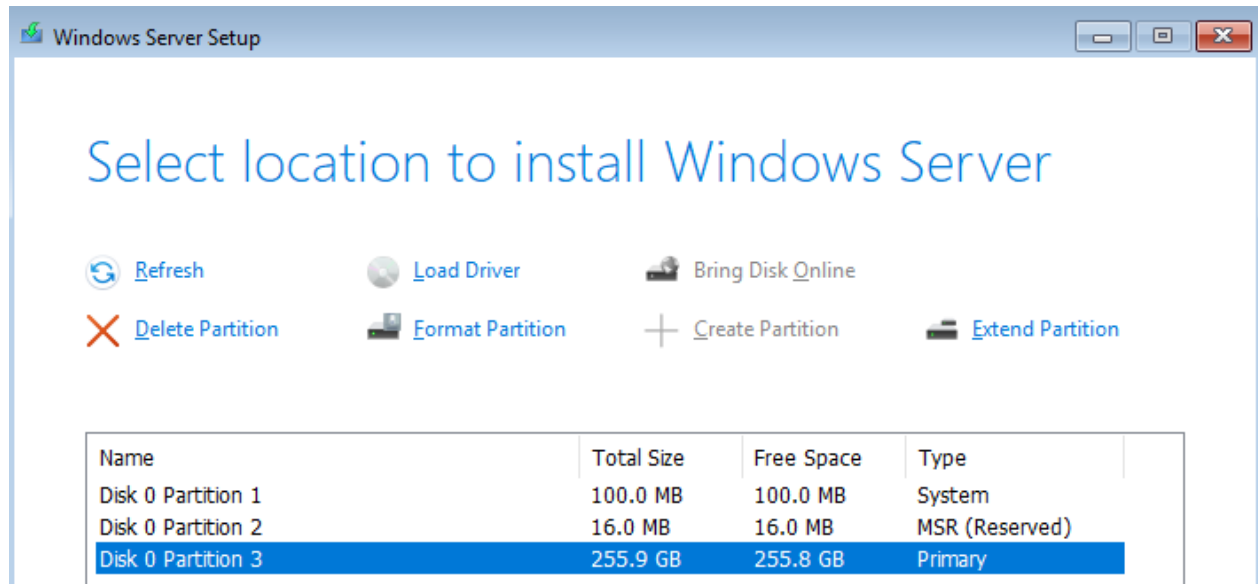 Windows Server Setup
Select location to install Windows Server
Refresh Load Driver Bring Disk Online
Delete Partition Format Partition Create Partition Extend Partition
Name Total Size Free Space Type
Disk 0 Partition 1 100.0 MB 100.0 MB System
Disk 0 Partition 2 16.0 MB 16.0 MB MSR (Reserved)
Disk 0 Partition 3 255.9 GB 255.8 GB Primary